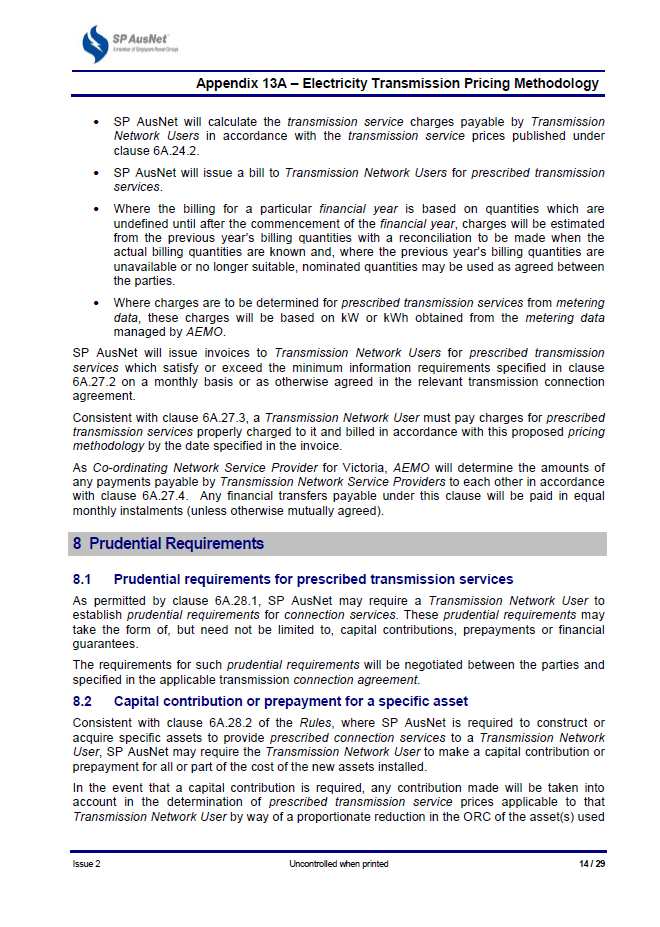 SP AusNet
A member of Singapore Power Group
Appendix 13A – Electricity Transmission Pricing Methodology
• SP AusNet will calculate the transmission service charges payable by Transmission
Network Users in accordance with the transmission service prices published under
clause 6A.24.2.
• SP AusNet will issue a bill to Transmission Network Users for prescribed transmission
services.
• Where the billing for a particular financial year is based on quantities which are
undefined until after the commencement of the financial year, charges will be estimated
from the previous year's billing quantities with a reconciliation to be made when the
actual billing quantities are known and, where the previous year's billing quantities are
unavailable or no longer suitable, nominated quantities may be used as agreed between
the parties.
• Where charges are to be determined for prescribed transmission services from metering
data, these charges will be based on kW or kWh obtained from the metering data
managed by AEMO.
SP AusNet will issue invoices to Transmission Network Users for prescribed transmission
services which satisfy or exceed the minimum information requirements specified in clause
6A.27.2 on a monthly basis or as otherwise agreed in the relevant transmission connection
agreement.
Consistent with clause 6A.27.3, a Transmission Network User must pay charges for prescribed
transmission services properly charged to it and billed in accordance with this proposed pricing
methodology by the date specified in the invoice.
As Co-ordinating Network Service Provider for Victoria, AEMO will determine the amounts of
any payments payable by Transmission Network Service Providers to each other in accordance
with clause 6A.27.4. Any financial transfers payable under this clause will be paid in equal
monthly instalments (unless otherwise mutually agreed).
8 Prudential Requirements
8.1 Prudential requirements for prescribed transmission services
As permitted by clause 6A.28.1, SP AusNet may require a Transmission Network User to
establish prudential requirements for connection services. These prudential requirements may
take the form of, but need not be limited to, capital contributions, prepayments or financial
guarantees.
The requirements for such prudential requirements will be negotiated between the parties and
specified in the applicable transmission connection agreement.
8.2 Capital contribution or prepayment for a specific asset
Consistent with clause 6A.28.2 of the Rules, where SP AusNet is required to construct or
acquire specific assets to provide prescribed connection services to a Transmission Network
User, SP AusNet may require the Transmission Network User to make a capital contribution or
prepayment for all or part of the cost of the new assets installed.
In the event that a capital contribution is required, any contribution made will be taken into
account in the determination of prescribed transmission service prices applicable to that
Transmission Network User by way of a proportionate reduction in the ORC of the asset(s) used
Issue 2 Uncontrolled when printed 14 / 29